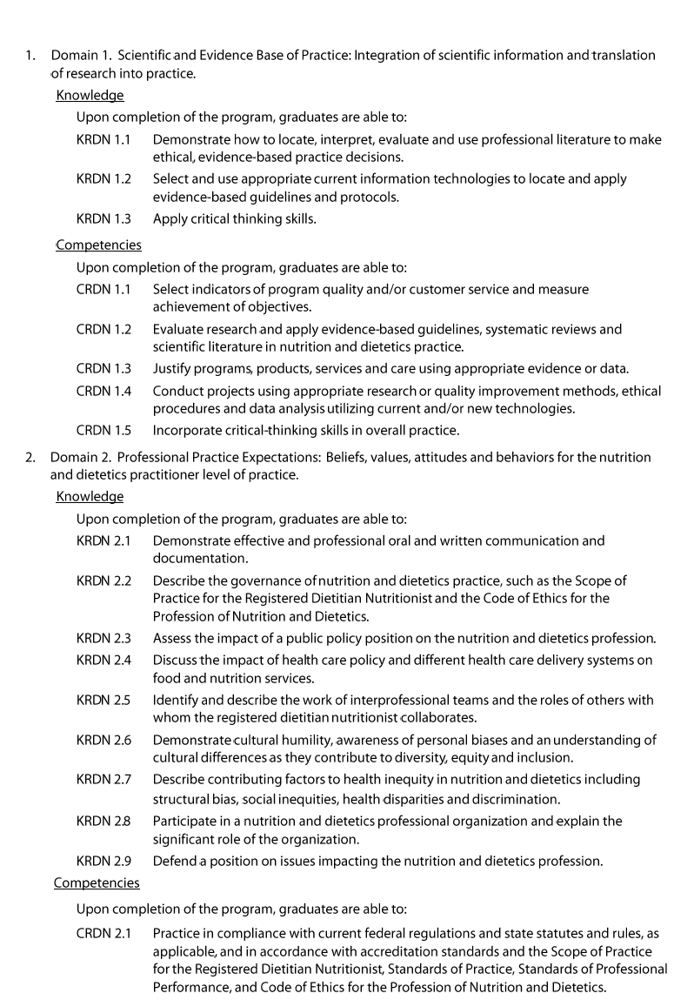 1. Domain 1. Scientific and Evidence Base of Practice: Integration of scientific information and translation
of research into practice.
Knowledge
Upon completion of the program, graduates are able to:
KRDN 1.1 Demonstrate how to locate, interpret, evaluate and use professional literature to make
ethical, evidence-based practice decisions.
KRDN 1.2 Select and use appropriate current information technologies to locate and apply
evidence-based guidelines and protocols.
KRDN 1.3 Apply critical thinking skills.
Competencies
Upon completion of the program, graduates are able to:
CRDN 1.1 Select indicators of program quality and/or customer service and measure
achievement of objectives.
CRDN 1.2 Evaluate research and apply evidence-based guidelines, systematic reviews and
scientific literature in nutrition and dietetics practice.
CRDN 1.3 Justify programs, products, services and care using appropriate evidence or data.
CRDN 1.4 Conduct projects using appropriate research or quality improvement methods, ethical
procedures and data analysis utilizing current and/or new technologies.
CRDN 1.5 Incorporate critical-thinking skills in overall practice.
2. Domain 2. Professional Practice Expectations: Beliefs, values, attitudes and behaviors for the nutrition
and dietetics practitioner level of practice.
Knowledge
Upon completion of the program, graduates are able to:
KRDN 2.1 Demonstrate effective and professional oral and written communication and
documentation.
KRDN 2.2 Describe the governance of nutrition and dietetics practice, such as the Scope of
Practice for the Registered Dietitian Nutritionist and the Code of Ethics for the
Profession of Nutrition and Dietetics.
KRDN 2.3 Assess the impact of a public policy position on the nutrition and dietetics profession.
KRDN 2.4 Discuss the impact of health care policy and different health care delivery systems on
food and nutrition services.
KRDN 2.5 Identify and describe the work of interprofessional teams and the roles of others with
whom the registered dietitian nutritionist collaborates.
KRDN 2.6 Demonstrate cultural humility, awareness of personal biases and an understanding of
cultural differences as they contribute to diversity, equity and inclusion.
KRDN 2.7 Describe contributing factors to health inequity in nutrition and dietetics including
structural bias, social inequities, health disparities and discrimination.
KRDN 2.8 Participate in a nutrition and dietetics professional organization and explain the
significant role of the organization.
KRDN 2.9 Defend a position on issues impacting the nutrition and dietetics profession.
Competencies
Upon completion of the program, graduates are able to:
CRDN 2.1 Practice in compliance with current federal regulations and state statutes and rules, as
applicable, and in accordance with accreditation standards and the Scope of Practice
for the Registered Dietitian Nutritionist, Standards of Practice, Standards of Professional
Performance, and Code of Ethics for the Profession of Nutrition and Dietetics.